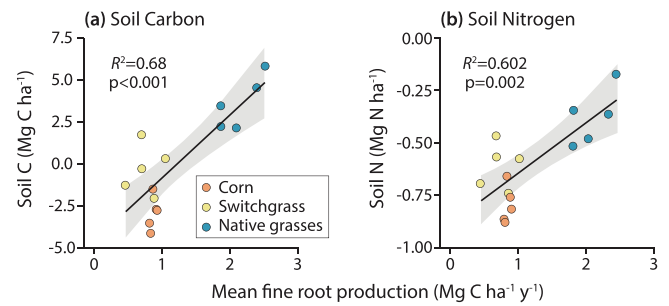 (a) Soil Carbon
7.5
5.0
2.5
0.0
-2.5
-5.0
Soil C (Mg C ha⁻¹)
R²=0.68
p<0.001
Corn
Switchgrass
Native grasses
0 1 2 3
(b) Soil Nitrogen
0.00
-0.25
-0.50
-0.75
-1.00
Soil N (Mg N ha⁻¹)
R²=0.602
p=0.002
0 1 2 3
Mean fine root production (Mg C ha⁻¹ y⁻¹)